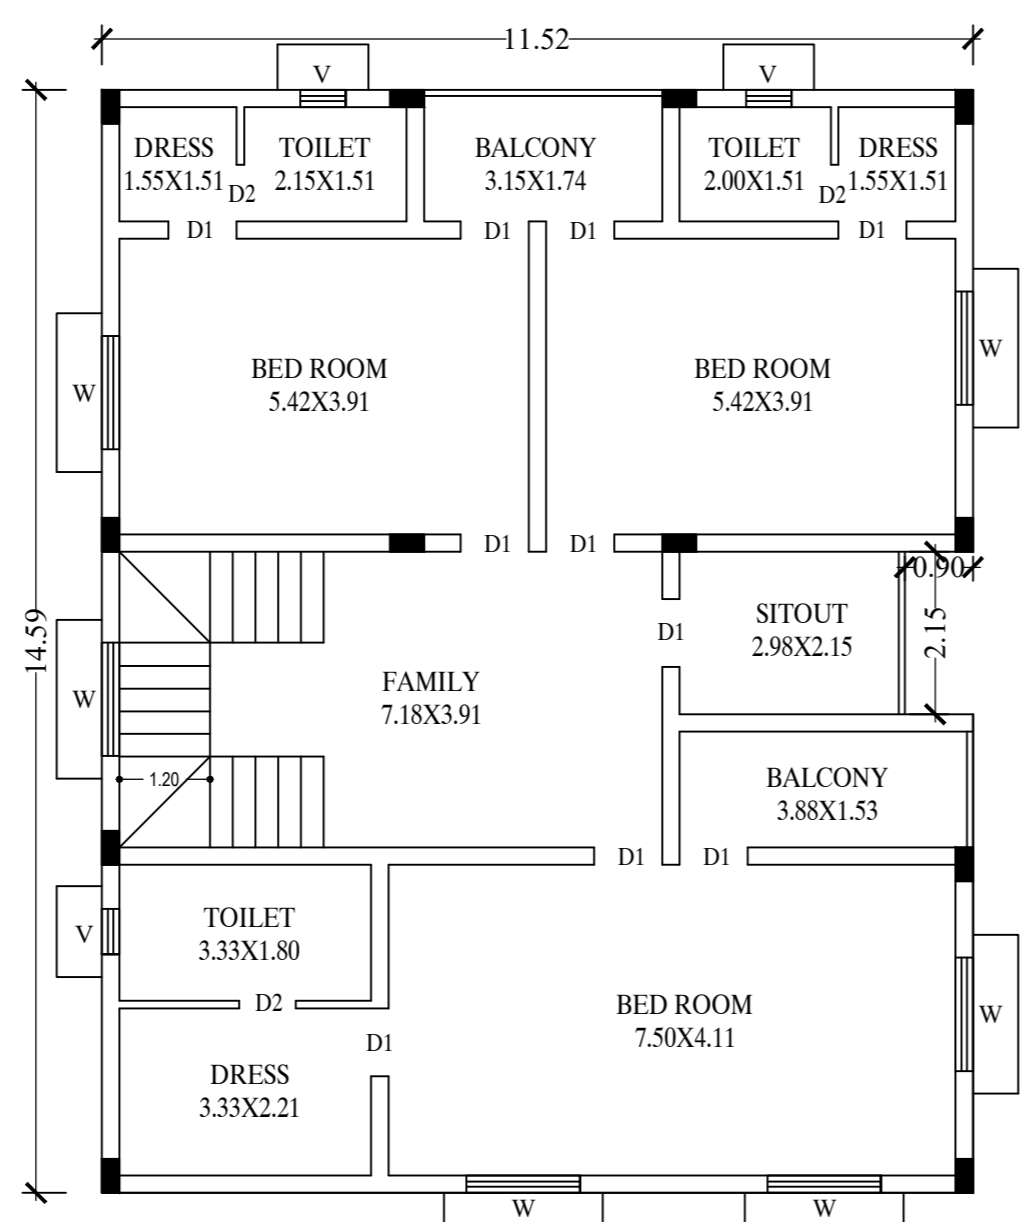 11.52
V
V
DRESS
1.55X1.51
D2
TOILET
2.15X1.51
BALCONY
3.15X1.74
TOILET
2.00X1.51
D2
DRESS
1.55X1.51
D1
D1
D1
D1
W
BED ROOM
5.42X3.91
BED ROOM
5.42X3.91
W
D1
D1
0.90
14.59
W
FAMILY
7.18X3.91
D1
SITOUT
2.98X2.15
2.15
1.20
BALCONY
3.88X1.53
D1
D1
V
TOILET
3.33X1.80
D2
BED ROOM
7.50X4.11
W
D1
DRESS
3.33X2.21
W
W